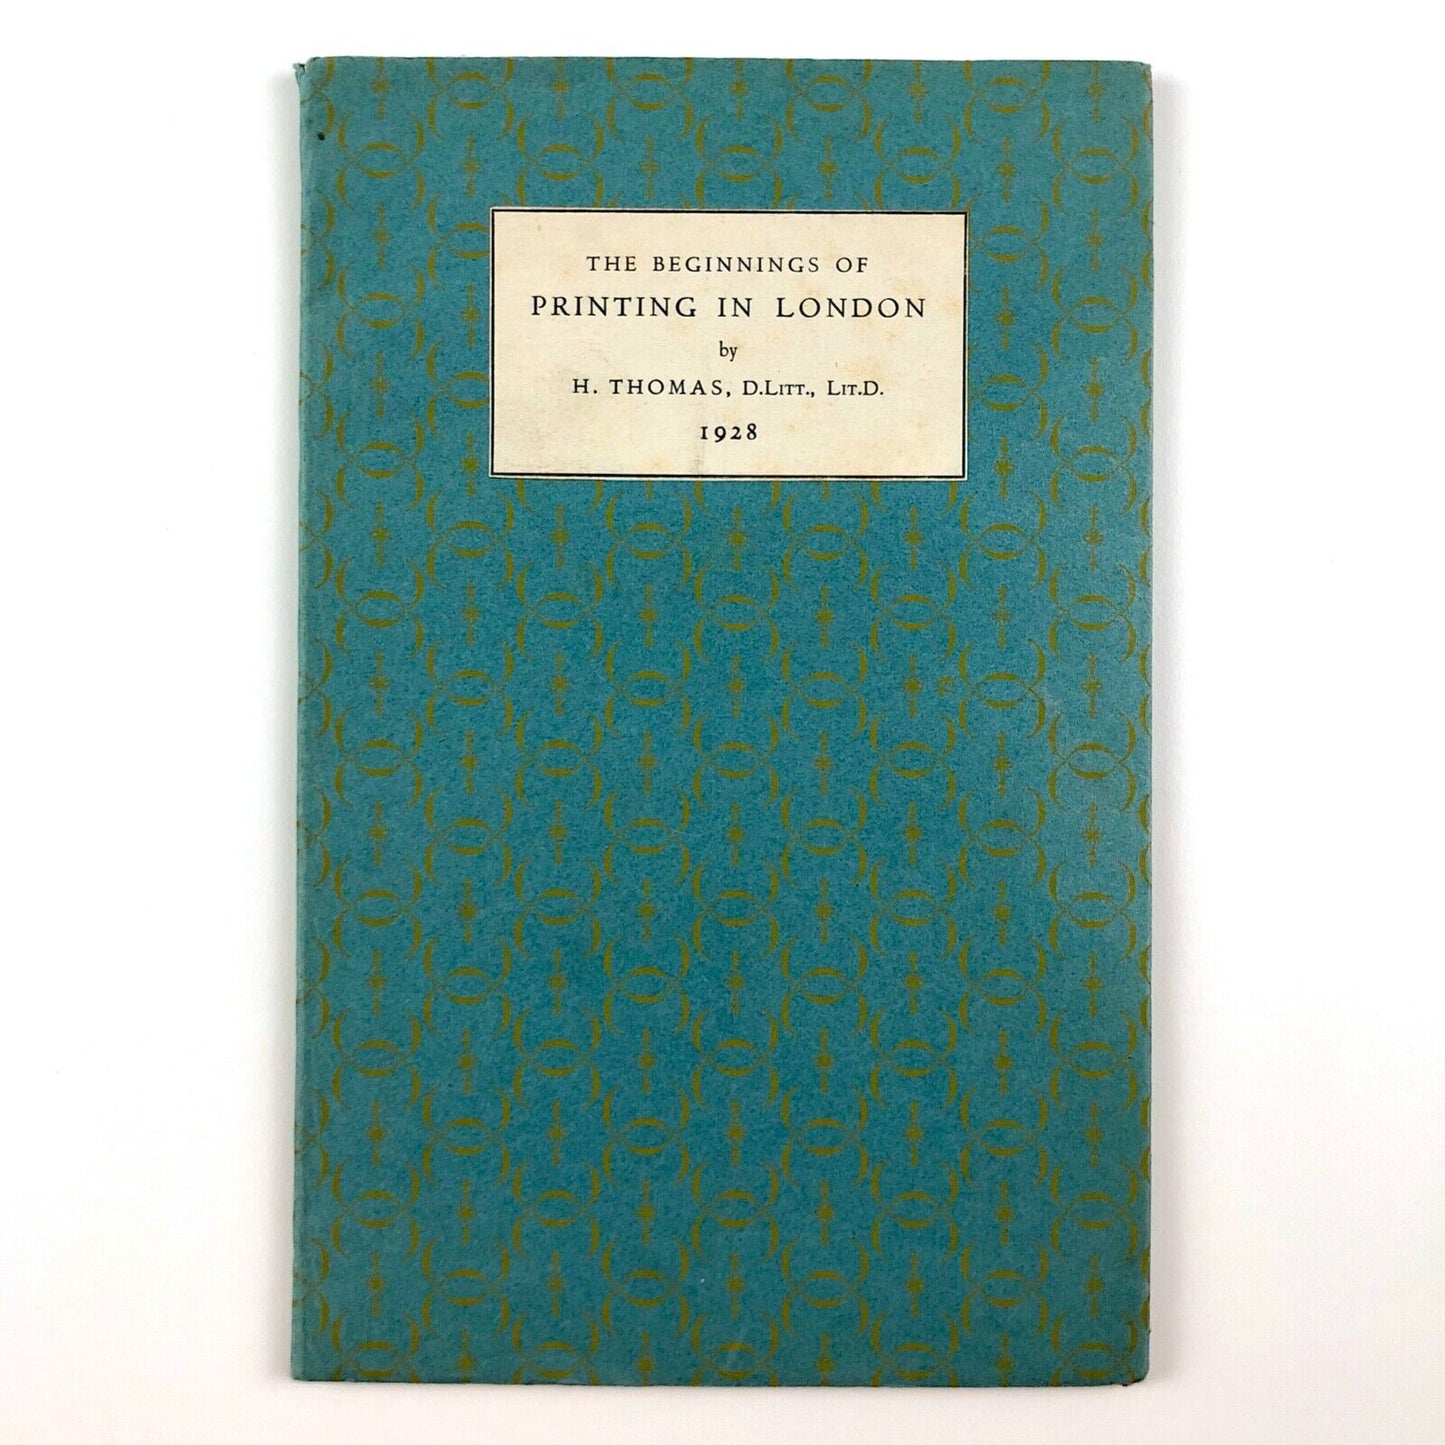 THE BEGINNINGS OF
PRINTING IN LONDON
by
H. THOMAS, D.LITT., LIT.D.
1928